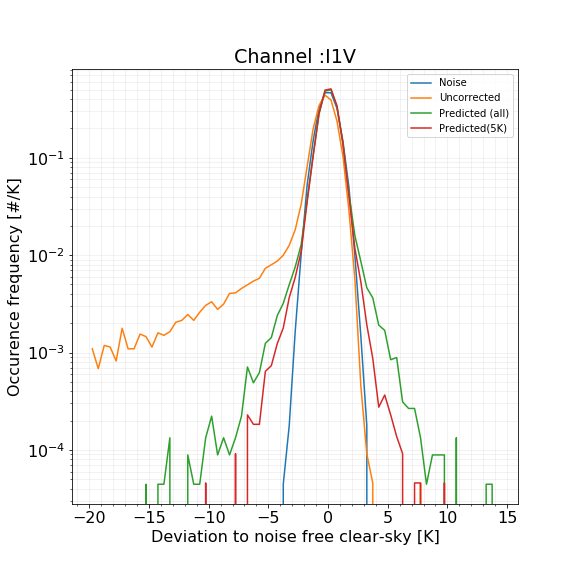 Channel :I1V
Noise
Uncorrected
Predicted (all)
Predicted(5K)
Occurence frequency [#/K]
10⁻¹
10⁻²
10⁻³
10⁻⁴
−20 −15 −10 −5 0 5 10 15
Deviation to noise free clear-sky [K]